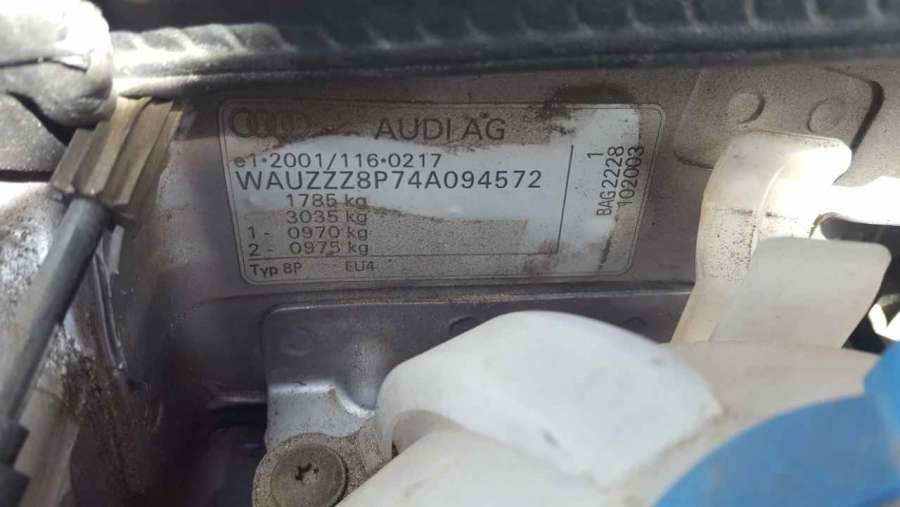 AUDI AG
e1*2001/116*0217
WAUZZZ8P74A094572
1785 kg
3035 kg
1- 0970 kg
2- 0975 kg
Typ 8P EU4
1
BAG2228
102003